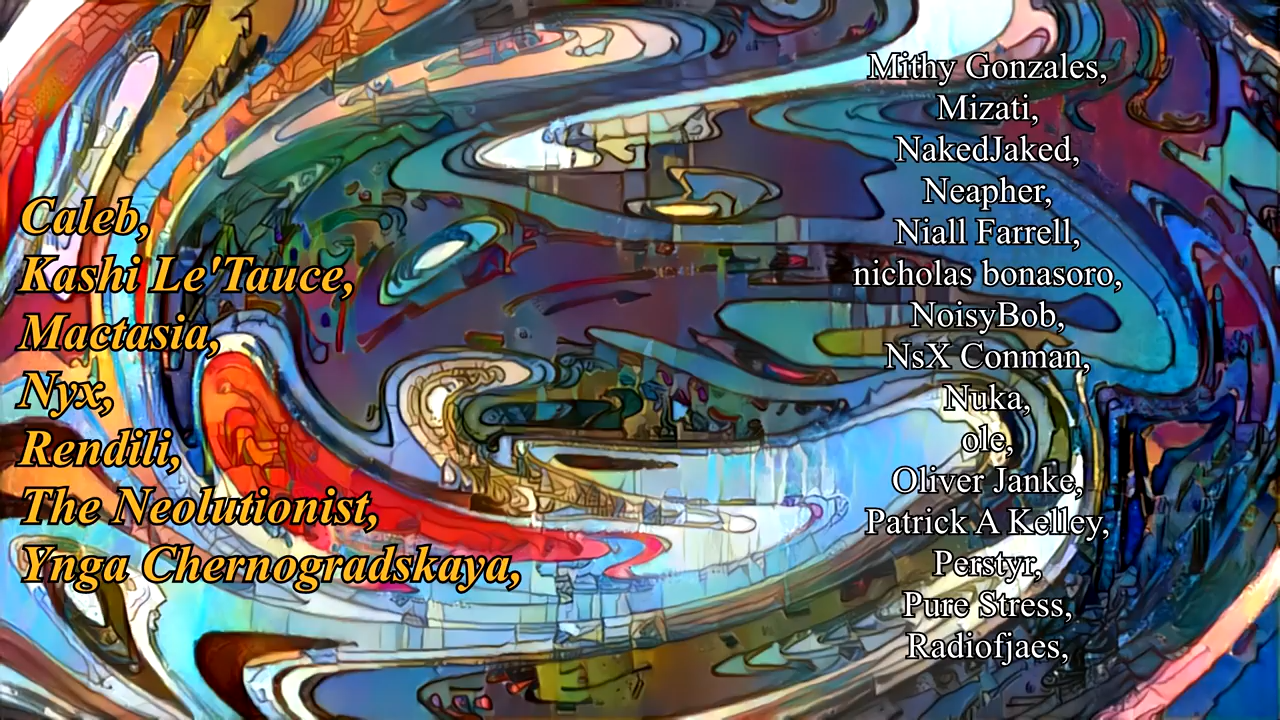 Caleb,
Kashi Le'Tauce,
Mactasia,
Nyx,
Rendili,
The Neolutionist,
Ynga Chernogradskaya,
Mithy Gonzales,
Mizati,
NakedJaked,
Neapher,
Niall Farrell,
nicholas bonasoro,
NoisyBob,
NsX Conman,
Nuka,
ole,
Oliver Janke,
Patrick A Kelley,
Perstyr,
Pure Stress,
Radiofjaes,